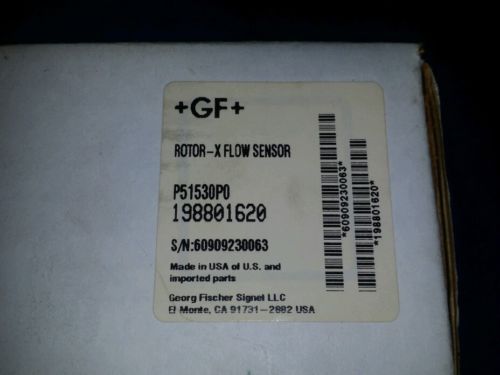 +GF+
ROTOR-X FLOW SENSOR
P51530P0
198801620
S/N:60909230063
Made in USA of U.S. and
imported parts
Georg Fischer Signet LLC
El Monte, CA 91731-2882 USA
*60909230063*
*198801620*